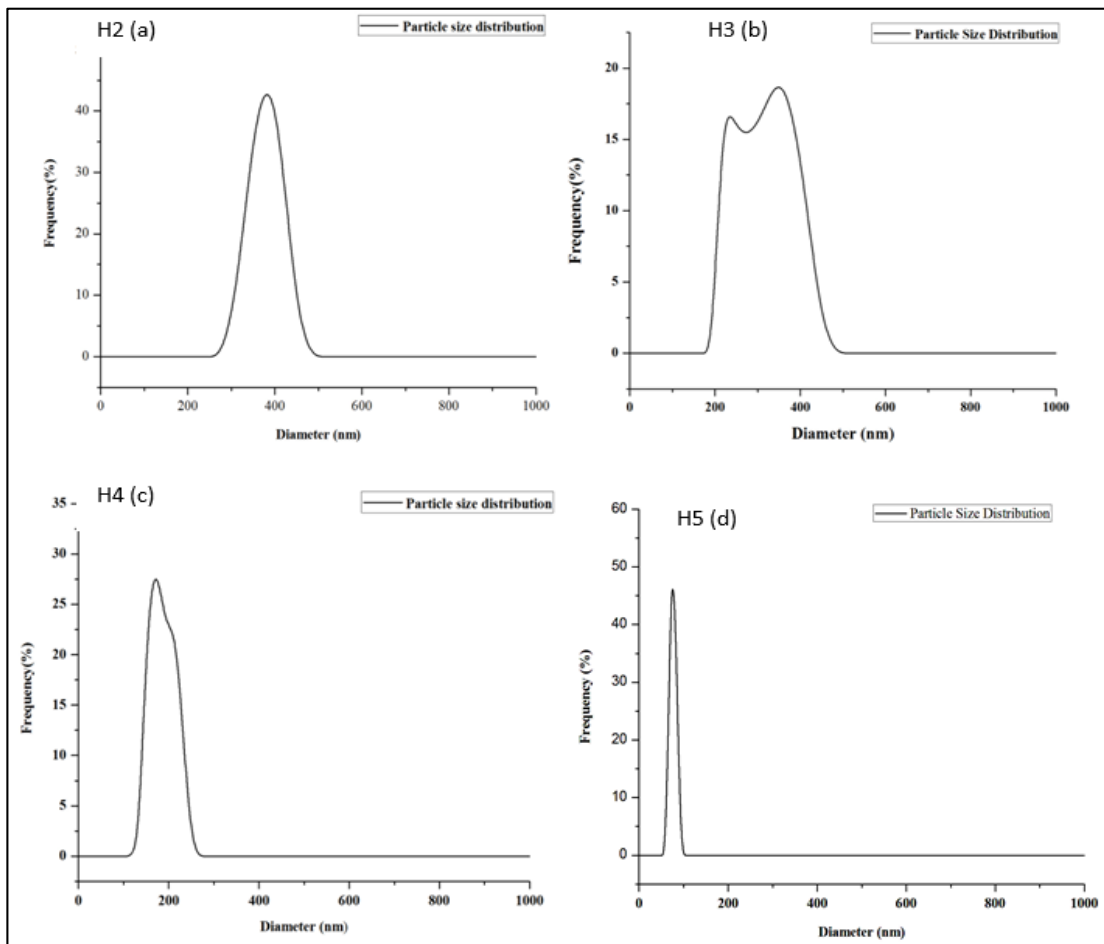 H2 (a)
Particle size distribution
40
30
20
10
0
Frequency(%)
0 200 400 600 800 1000
Diameter (nm)
H3 (b)
Particle Size Distribution
20
15
10
5
0
Frequency(%)
0 200 400 600 800 1000
Diameter (nm)
H4 (c)
Particle size distribution
35
30
25
20
15
10
5
0
Frequency(%)
0 200 400 600 800 1000
Diameter (nm)
H5 (d)
Particle Size Distribution
60
50
40
30
20
10
0
Frequency (%)
0 200 400 600 800 1000
Diameter (nm)